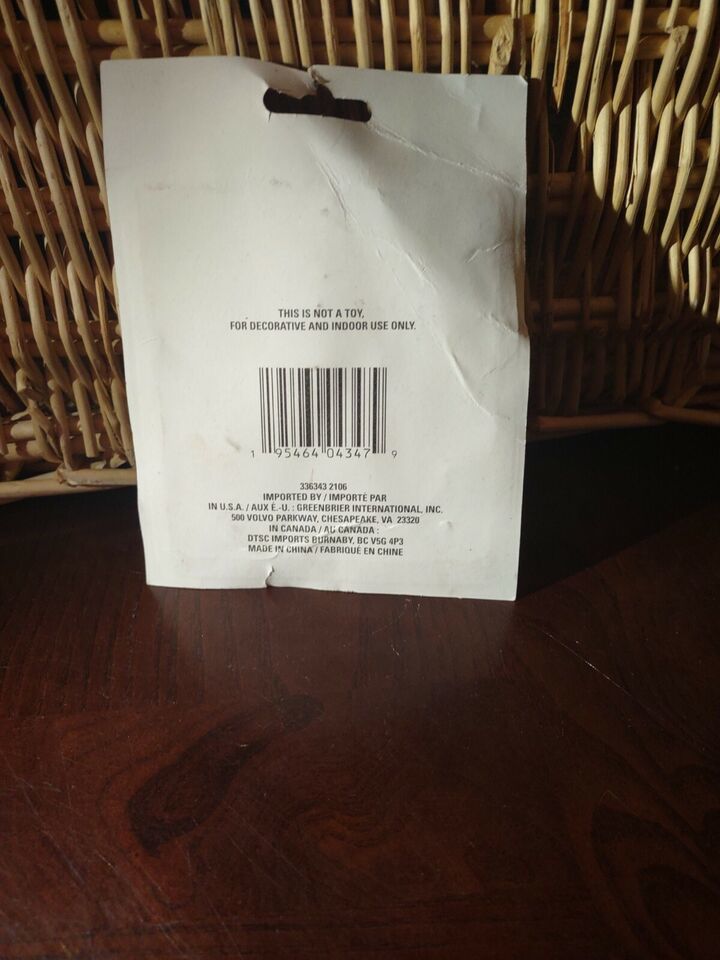 THIS IS NOT A TOY,
FOR DECORATIVE AND INDOOR USE ONLY.
1 95464 04347 9
336343 2106
IMPORTED BY / IMPORTÉ PAR
IN U.S.A. / AUX É.-U. : GREENBRIER INTERNATIONAL, INC.
500 VOLVO PARKWAY, CHESAPEAKE, VA 23320
IN CANADA / AU CANADA :
DTSC IMPORTS BURNABY, BC V5G 4P3
MADE IN CHINA / FABRIQUÉ EN CHINE